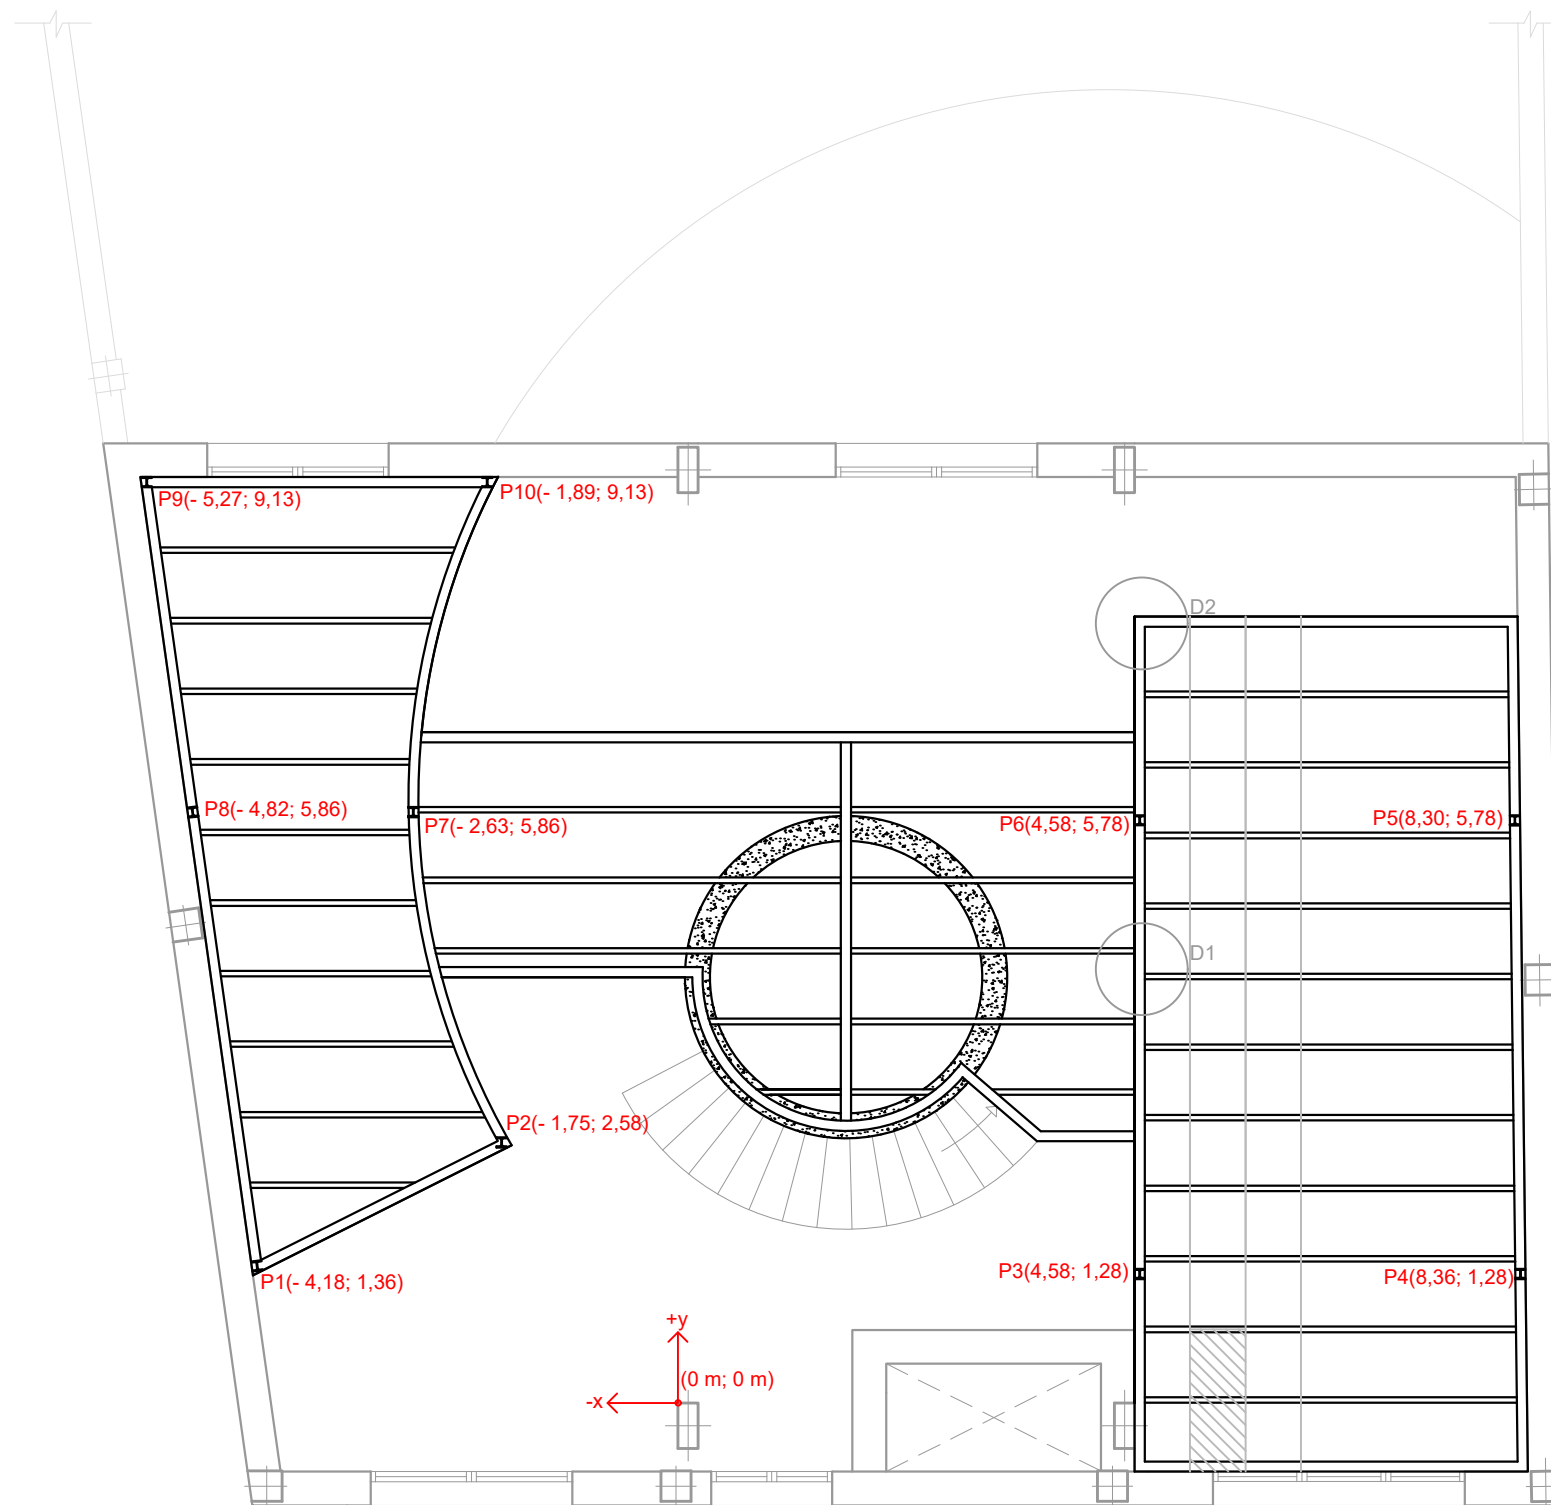 P9(- 5,27; 9,13)
P10(- 1,89; 9,13)
D2
P8(- 4,82; 5,86)
P7(- 2,63; 5,86)
P6(4,58; 5,78)
P5(8,30; 5,78)
D1
P2(- 1,75; 2,58)
P1(- 4,18; 1,36)
P3(4,58; 1,28)
P4(8,36; 1,28)
+y
(0 m; 0 m)
-x